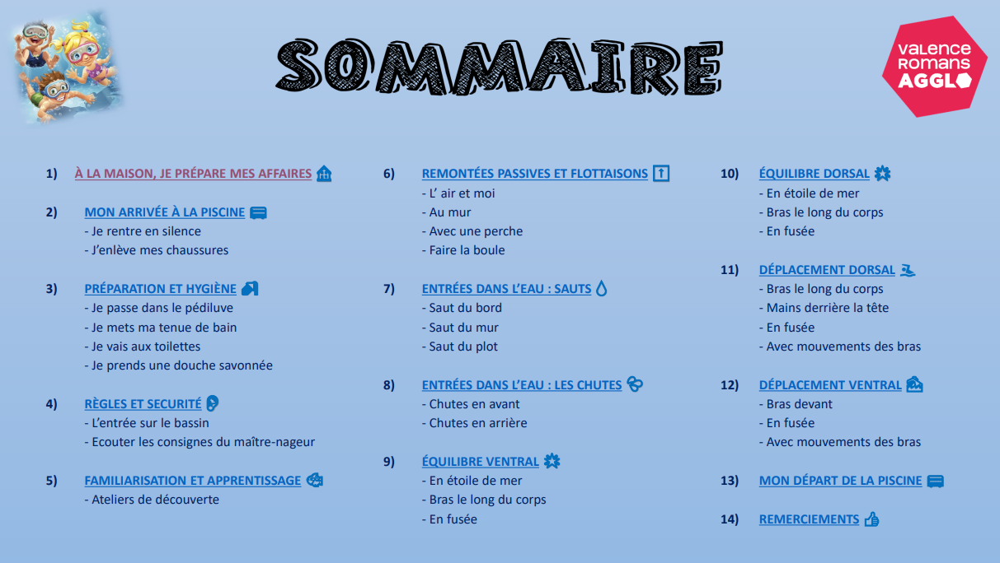 SOMMAIRE
VALENCE
ROMANS
AGGLO
1) À LA MAISON, JE PRÉPARE MES AFFAIRES
2) MON ARRIVÉE À LA PISCINE
- Je rentre en silence
- J’enlève mes chaussures
3) PRÉPARATION ET HYGIÈNE
- Je passe dans le pédiluve
- Je mets ma tenue de bain
- Je vais aux toilettes
- Je prends une douche savonnée
4) RÈGLES ET SECURITÉ
- L’entrée sur le bassin
- Ecouter les consignes du maître-nageur
5) FAMILIARISATION ET APPRENTISSAGE
- Ateliers de découverte
6) REMONTÉES PASSIVES ET FLOTTAISONS
- L’ air et moi
- Au mur
- Avec une perche
- Faire la boule
7) ENTRÉES DANS L’EAU : SAUTS
- Saut du bord
- Saut du mur
- Saut du plot
8) ENTRÉES DANS L’EAU : LES CHUTES
- Chutes en avant
- Chutes en arrière
9) ÉQUILIBRE VENTRAL
- En étoile de mer
- Bras le long du corps
- En fusée
10) ÉQUILIBRE DORSAL
- En étoile de mer
- Bras le long du corps
- En fusée
11) DÉPLACEMENT DORSAL
- Bras le long du corps
- Mains derrière la tête
- En fusée
- Avec mouvements des bras
12) DÉPLACEMENT VENTRAL
- Bras devant
- En fusée
- Avec mouvements des bras
13) MON DÉPART DE LA PISCINE
14) REMERCIEMENTS